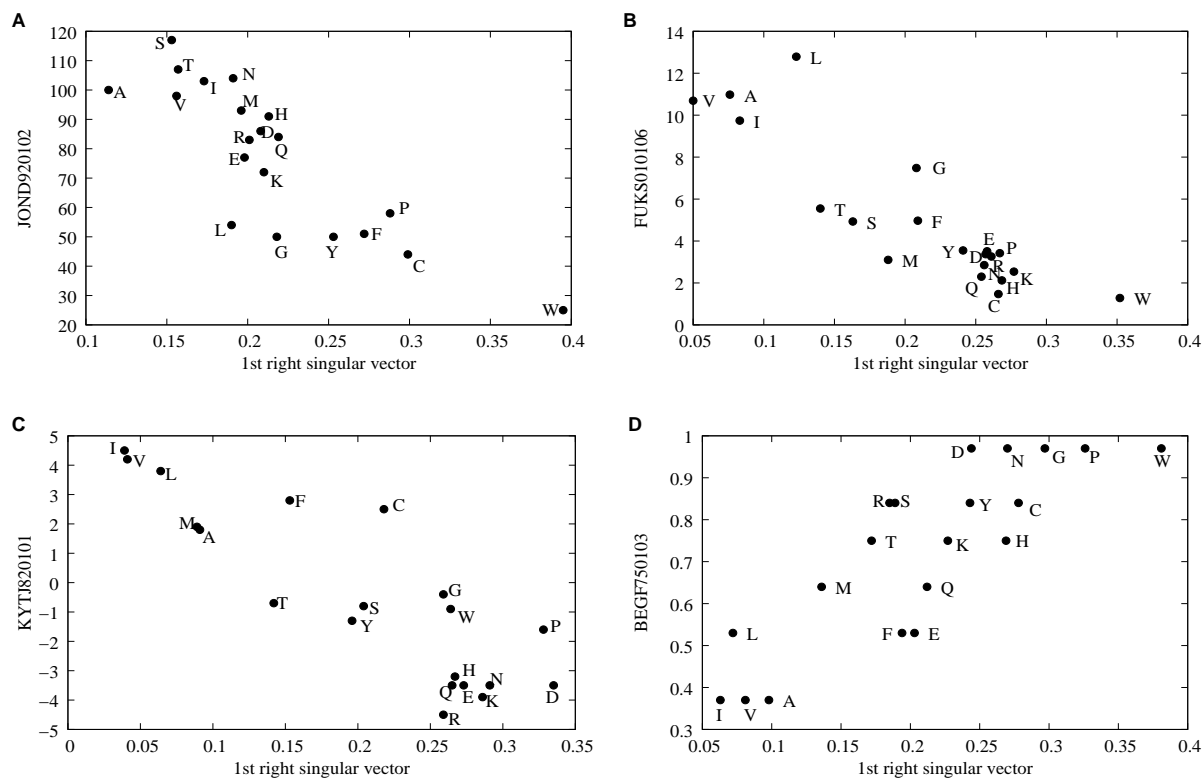 A
120
110
100
90
80
70
60
50
40
30
20
JOND920102
S
T
N
I
A
V
M
H
R
D
Q
E
K
L
G
Y
F
P
C
W
0.1 0.15 0.2 0.25 0.3 0.35 0.4
1st right singular vector
B
14
12
10
8
6
4
2
0
FUKS010106
L
V
A
I
G
T
S
F
M
Y
E
D
P
R
N
Q
K
H
C
W
0.05 0.1 0.15 0.2 0.25 0.3 0.35 0.4
1st right singular vector
C
5
4
3
2
1
0
−1
−2
−3
−4
−5
KYTJ820101
I
V
L
F
C
M
A
G
T
S
W
Y
P
H
N
Q
E
K
D
R
0 0.05 0.1 0.15 0.2 0.25 0.3 0.35
1st right singular vector
D
1
0.9
0.8
0.7
0.6
0.5
0.4
0.3
BEGF750103
D
N
G
P
W
R
S
Y
C
T
K
H
M
Q
L
F
E
I
V
A
0.05 0.1 0.15 0.2 0.25 0.3 0.35 0.4
1st right singular vector